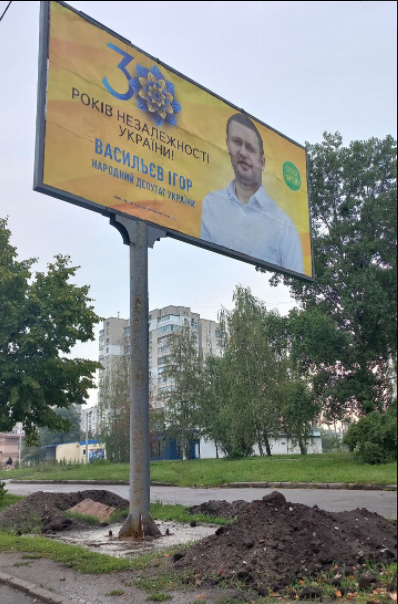 30
РОКІВ НЕЗАЛЕЖНОСТІ
УКРАЇНИ!
ВАСИЛЬЄВ ІГОР
НАРОДНИЙ ДЕПУТАТ УКРАЇНИ